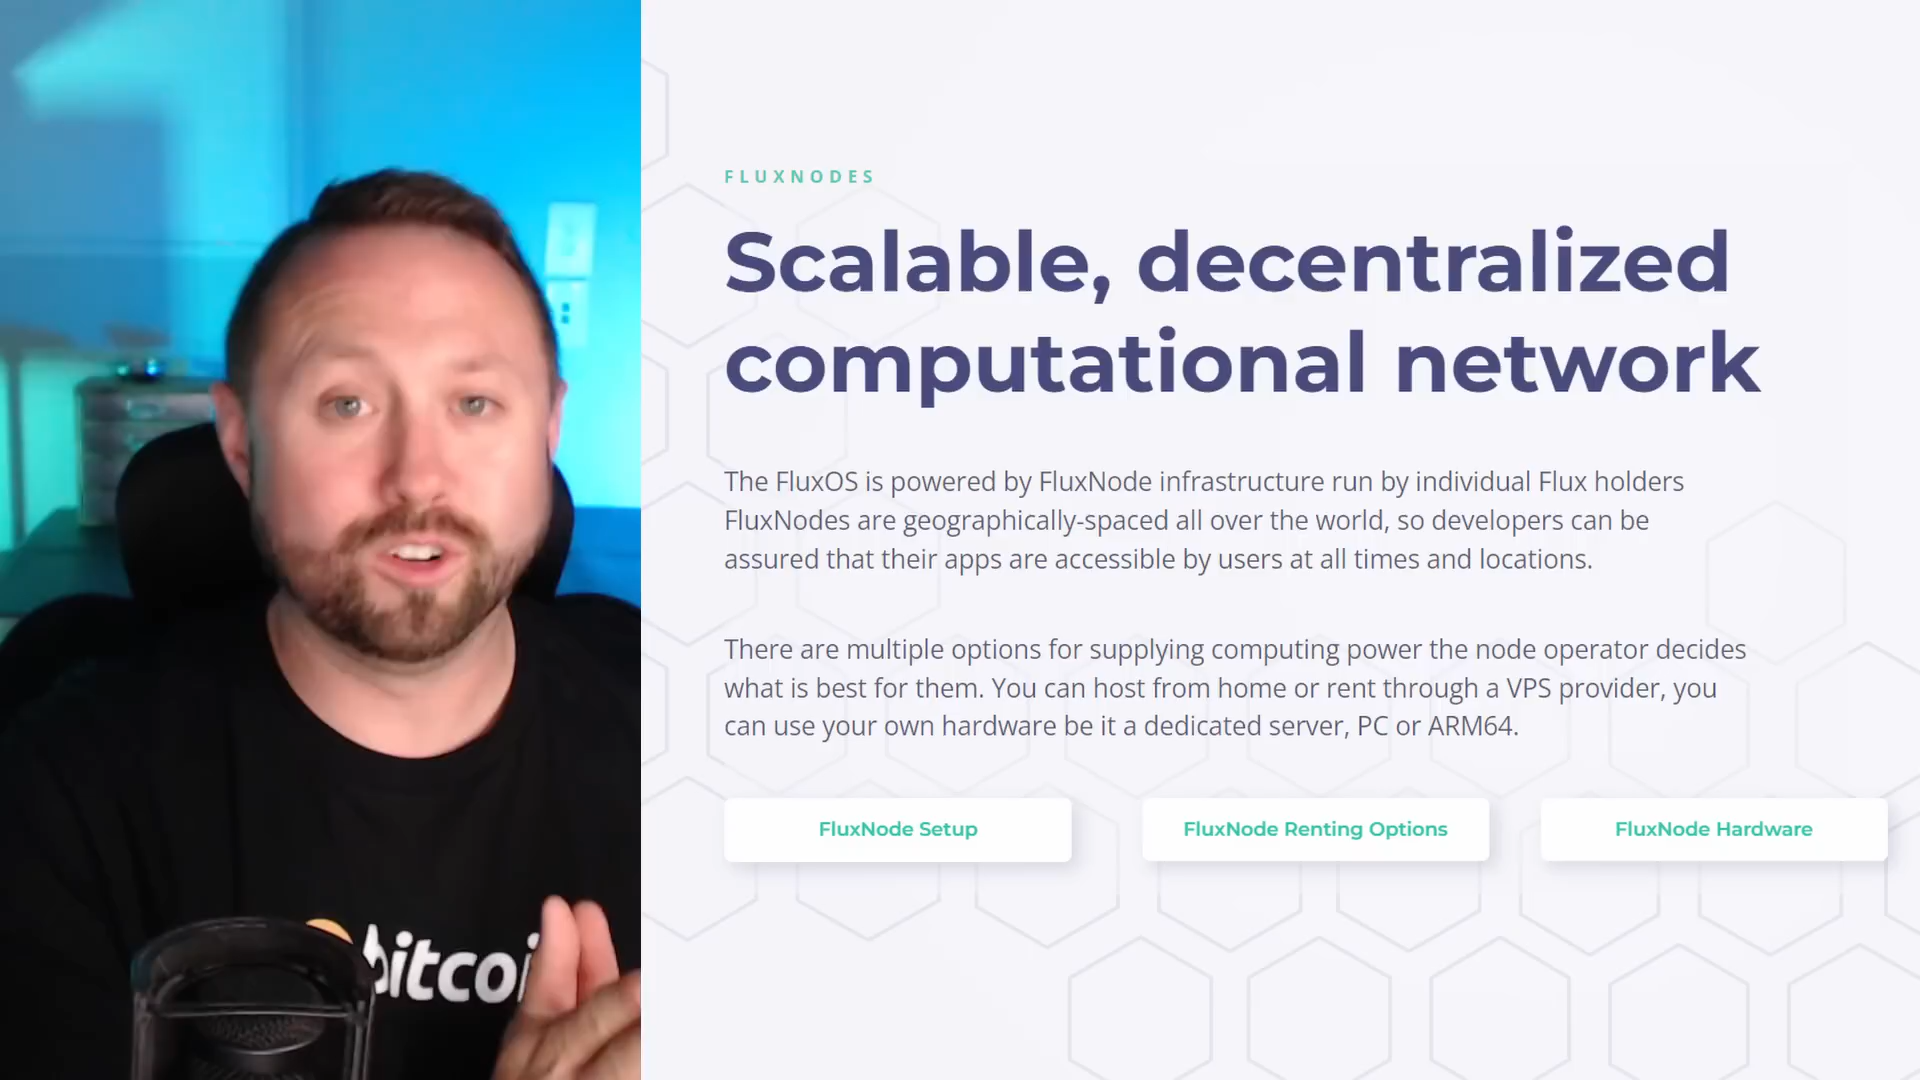 FLUXNODES
Scalable, decentralized
computational network
The FluxOS is powered by FluxNode infrastructure run by individual Flux holders
FluxNodes are geographically-spaced all over the world, so developers can be
assured that their apps are accessible by users at all times and locations.
There are multiple options for supplying computing power the node operator decides
what is best for them. You can host from home or rent through a VPS provider, you
can use your own hardware be it a dedicated server, PC or ARM64.
FluxNode Setup
FluxNode Renting Options
FluxNode Hardware
bitcoi